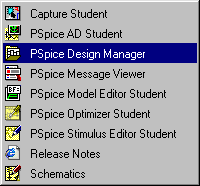 Capture Student
PSpice AD Student
PSpice Design Manager
PSpice Message Viewer
BF:
PSpice Model Editor Student
PSpice Optimizer Student
PSpice Stimulus Editor Student
Release Notes
Schematics